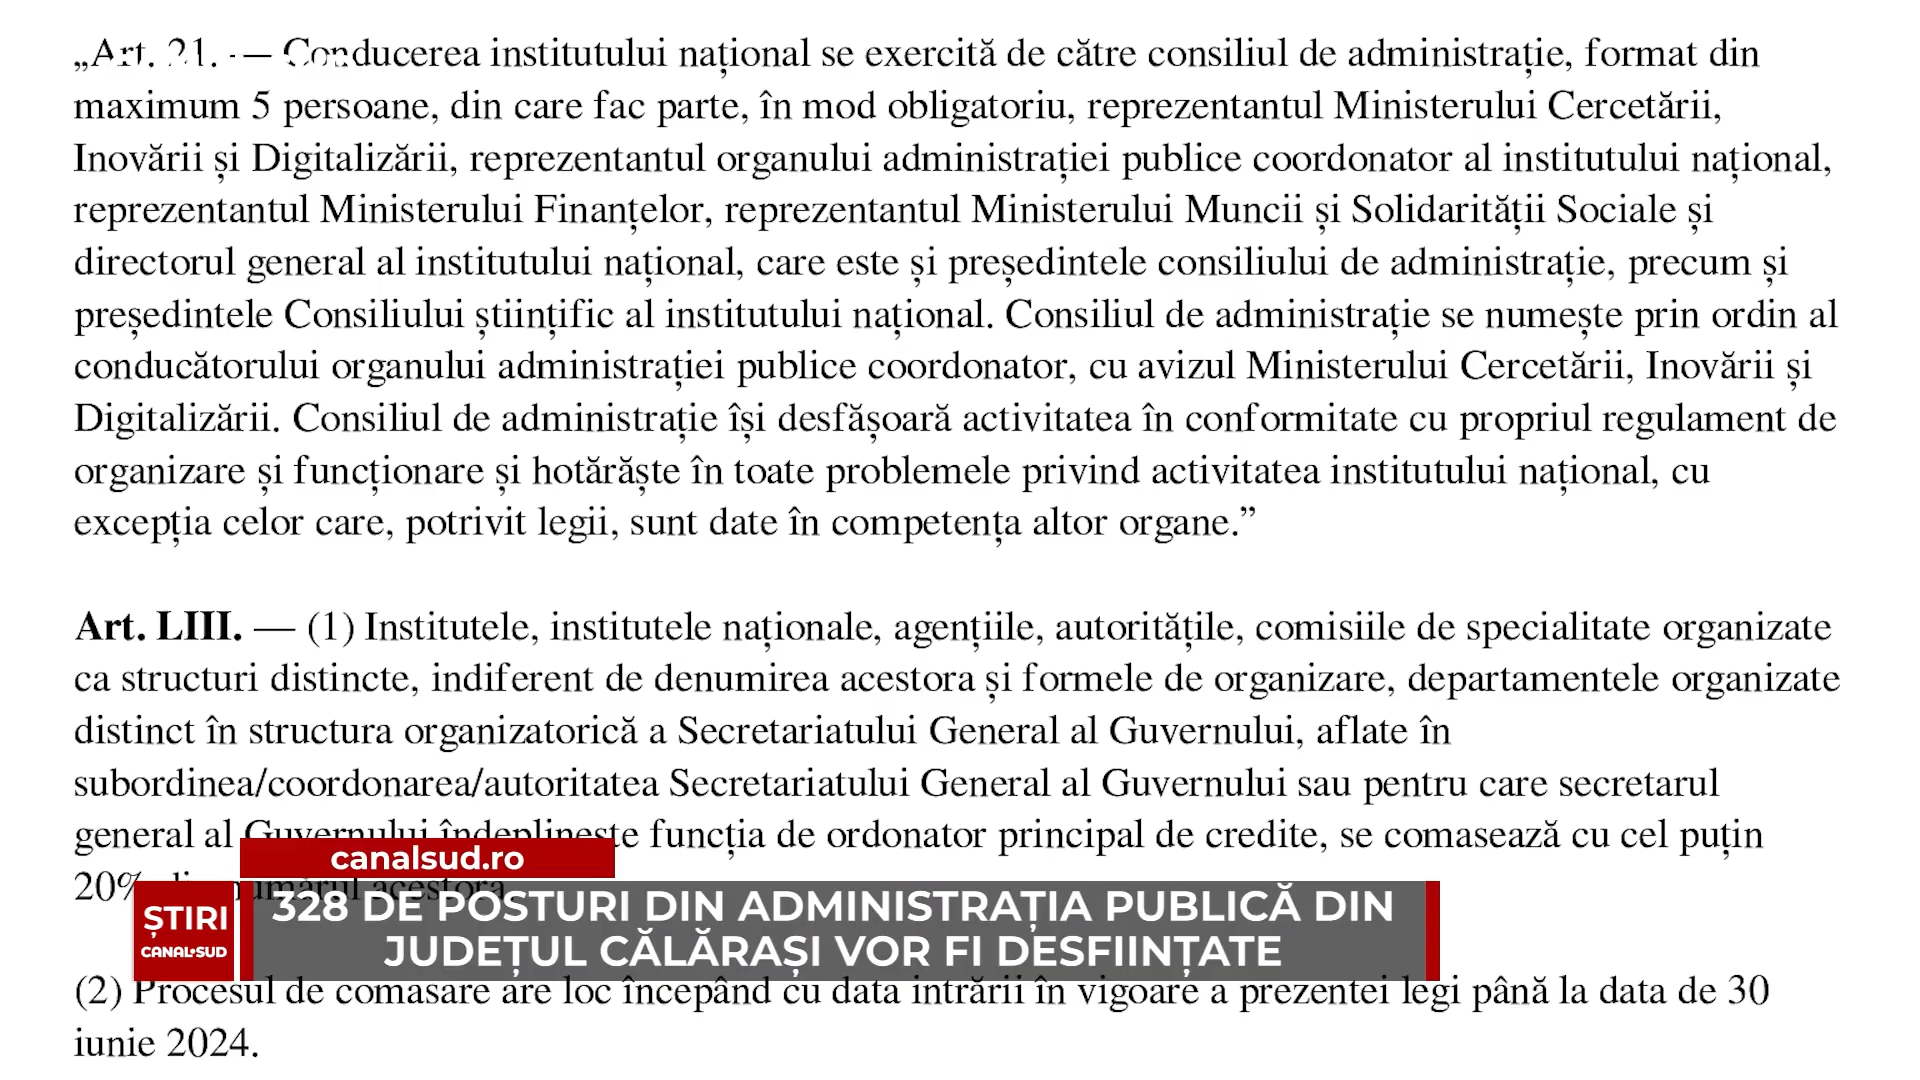 „Art. 21. — Conducerea institutului național se exercită de către consiliul de administrație, format din
maximum 5 persoane, din care fac parte, în mod obligatoriu, reprezentantul Ministerului Cercetării,
Inovării și Digitalizării, reprezentantul organului administrației publice coordonator al institutului național,
reprezentantul Ministerului Finanțelor, reprezentantul Ministerului Muncii și Solidarității Sociale și
directorul general al institutului național, care este și președintele consiliului de administrație, precum și
președintele Consiliului științific al institutului național. Consiliul de administrație se numește prin ordin al
conducătorului organului administrației publice coordonator, cu avizul Ministerului Cercetării, Inovării și
Digitalizării. Consiliul de administrație își desfășoară activitatea în conformitate cu propriul regulament de
organizare și funcționare și hotărăște în toate problemele privind activitatea institutului național, cu
excepția celor care, potrivit legii, sunt date în competența altor organe.”
Art. LIII. — (1) Institutele, institutele naționale, agențiile, autoritățile, comisiile de specialitate organizate
ca structuri distincte, indiferent de denumirea acestora și formele de organizare, departamentele organizate
distinct în structura organizatorică a Secretariatului General al Guvernului, aflate în
subordinea/coordonarea/autoritatea Secretariatului General al Guvernului sau pentru care secretarul
general al Guvernului îndeplinește funcția de ordonator principal de credite, se comasează cu cel puțin
20% din numărul acestora.
canalsud.ro
ȘTIRI
CANAL•SUD
328 DE POSTURI DIN ADMINISTRAȚIA PUBLICĂ DIN
JUDEȚUL CĂLĂRAȘI VOR FI DESFIINȚATE
(2) Procesul de comasare are loc începând cu data intrării în vigoare a prezentei legi până la data de 30
iunie 2024.